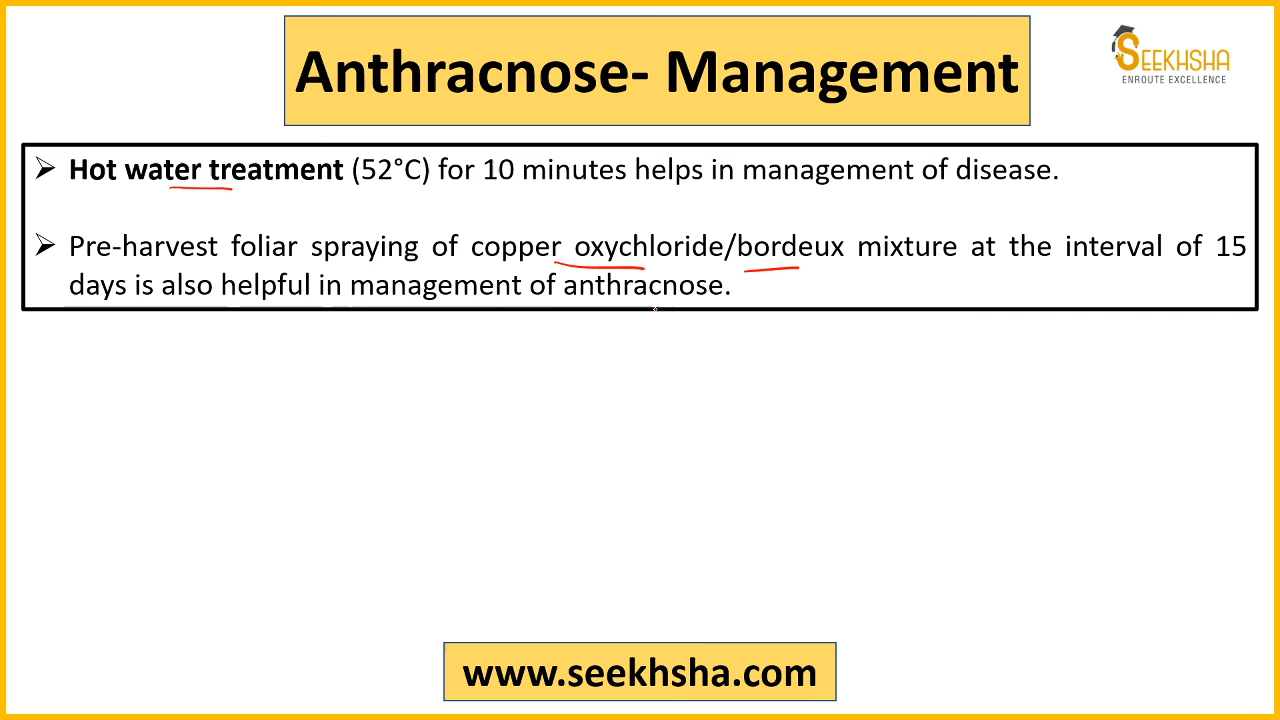 Anthracnose- Management
SEEKHSHA
ENROUTE EXCELLENCE
➢ Hot water treatment (52°C) for 10 minutes helps in management of disease.
➢ Pre-harvest foliar spraying of copper oxychloride/bordeux mixture at the interval of 15
days is also helpful in management of anthracnose.
www.seekhsha.com